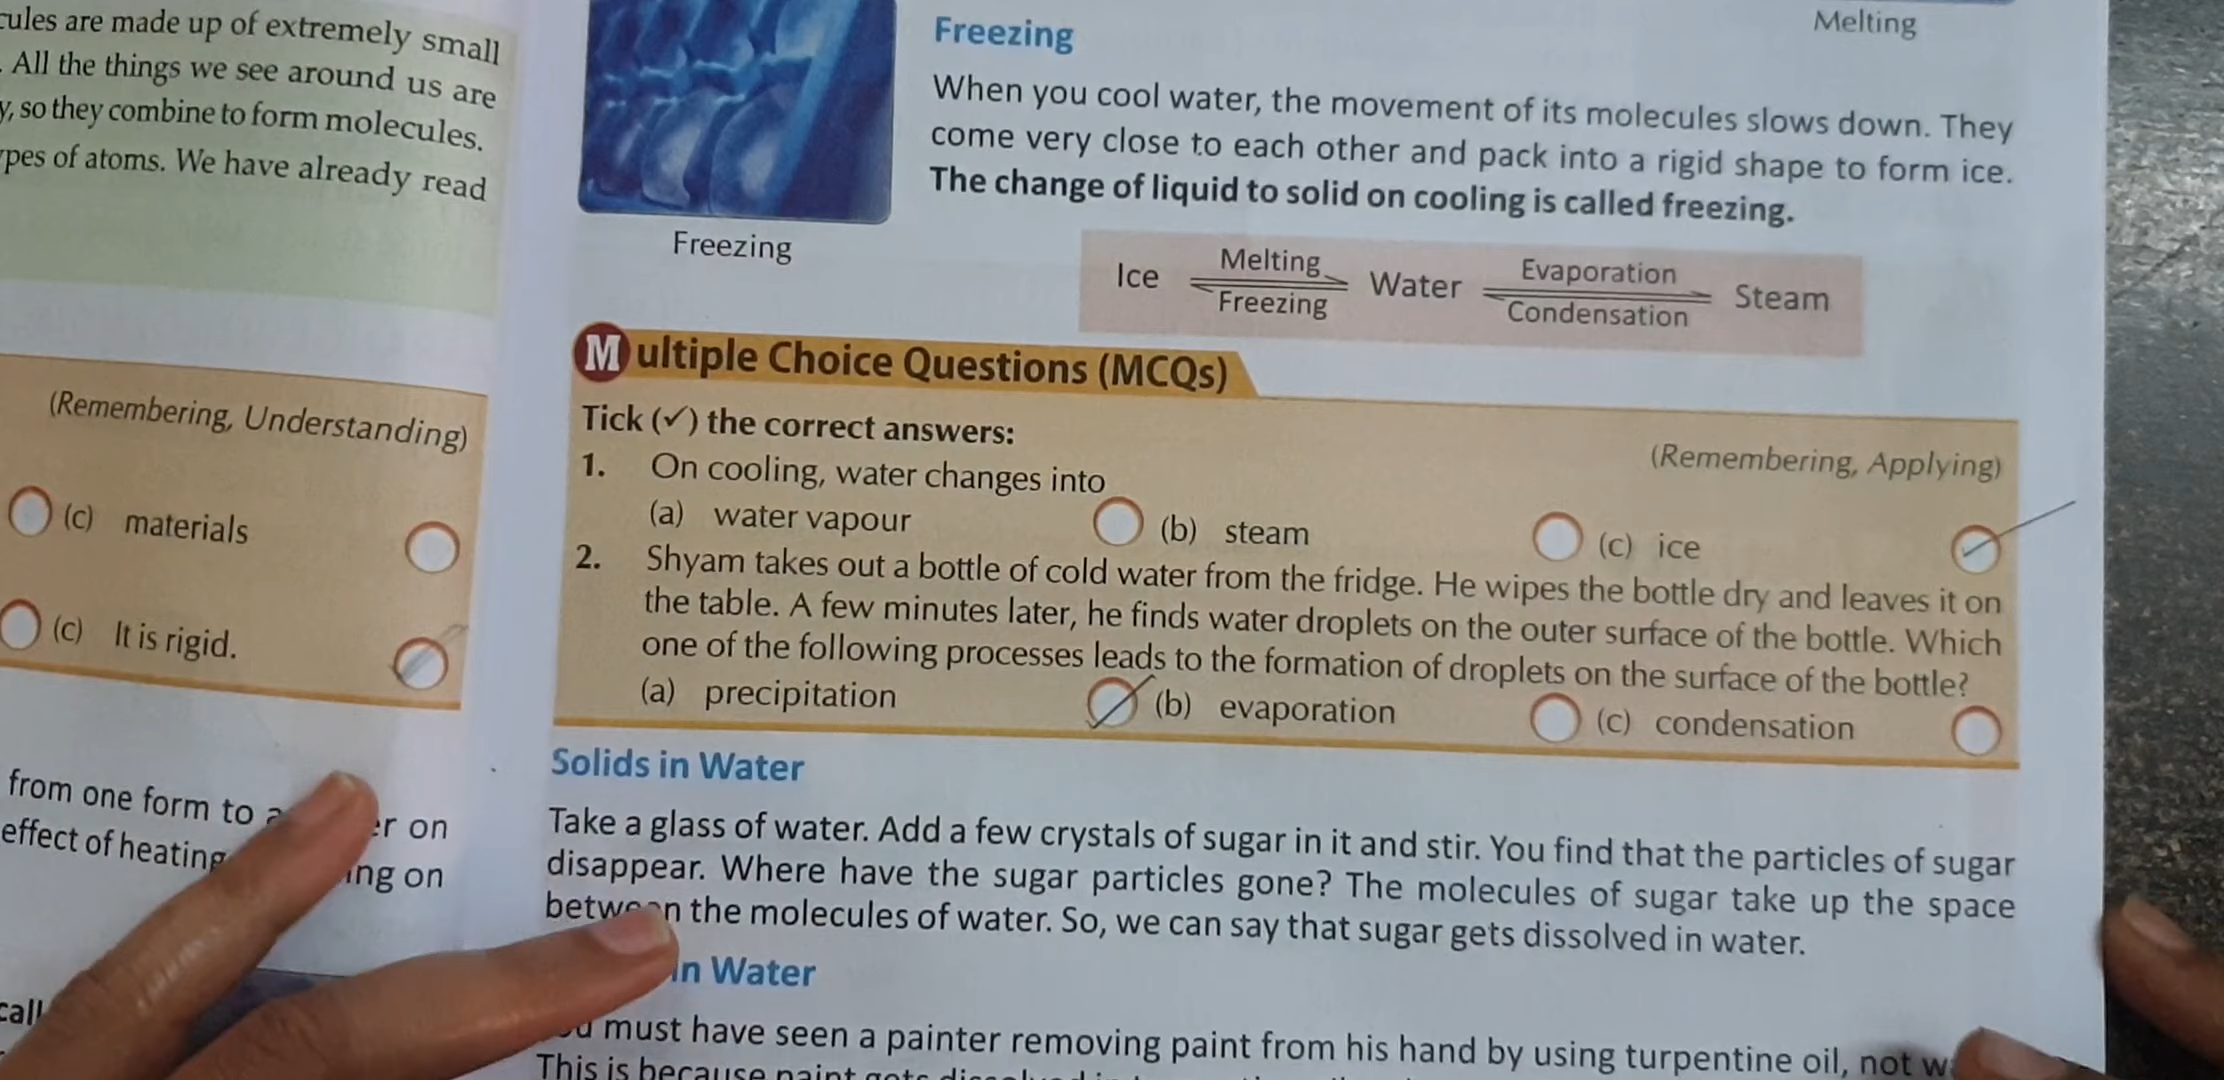 cules are made up of extremely small
. All the things we see around us are
y, so they combine to form molecules.
ypes of atoms. We have already read
(Remembering, Understanding)
(c) materials
(c) It is rigid.
from one form to on
effect of heating on
Melting
Freezing
When you cool water, the movement of its molecules slows down. They
come very close to each other and pack into a rigid shape to form ice.
The change of liquid to solid on cooling is called freezing.
Freezing
Ice Melting Freezing Water Evaporation Condensation Steam
Multiple Choice Questions (MCQs)
Tick (✓) the correct answers:
(Remembering, Applying)
1. On cooling, water changes into
(a) water vapour (b) steam (c) ice
2. Shyam takes out a bottle of cold water from the fridge. He wipes the bottle dry and leaves it on
the table. A few minutes later, he finds water droplets on the outer surface of the bottle. Which
one of the following processes leads to the formation of droplets on the surface of the bottle?
(a) precipitation (b) evaporation (c) condensation
Solids in Water
Take a glass of water. Add a few crystals of sugar in it and stir. You find that the particles of sugar
disappear. Where have the sugar particles gone? The molecules of sugar take up the space
between the molecules of water. So, we can say that sugar gets dissolved in water.
in Water
must have seen a painter removing paint from his hand by using turpentine oil, not
This is because paint gets